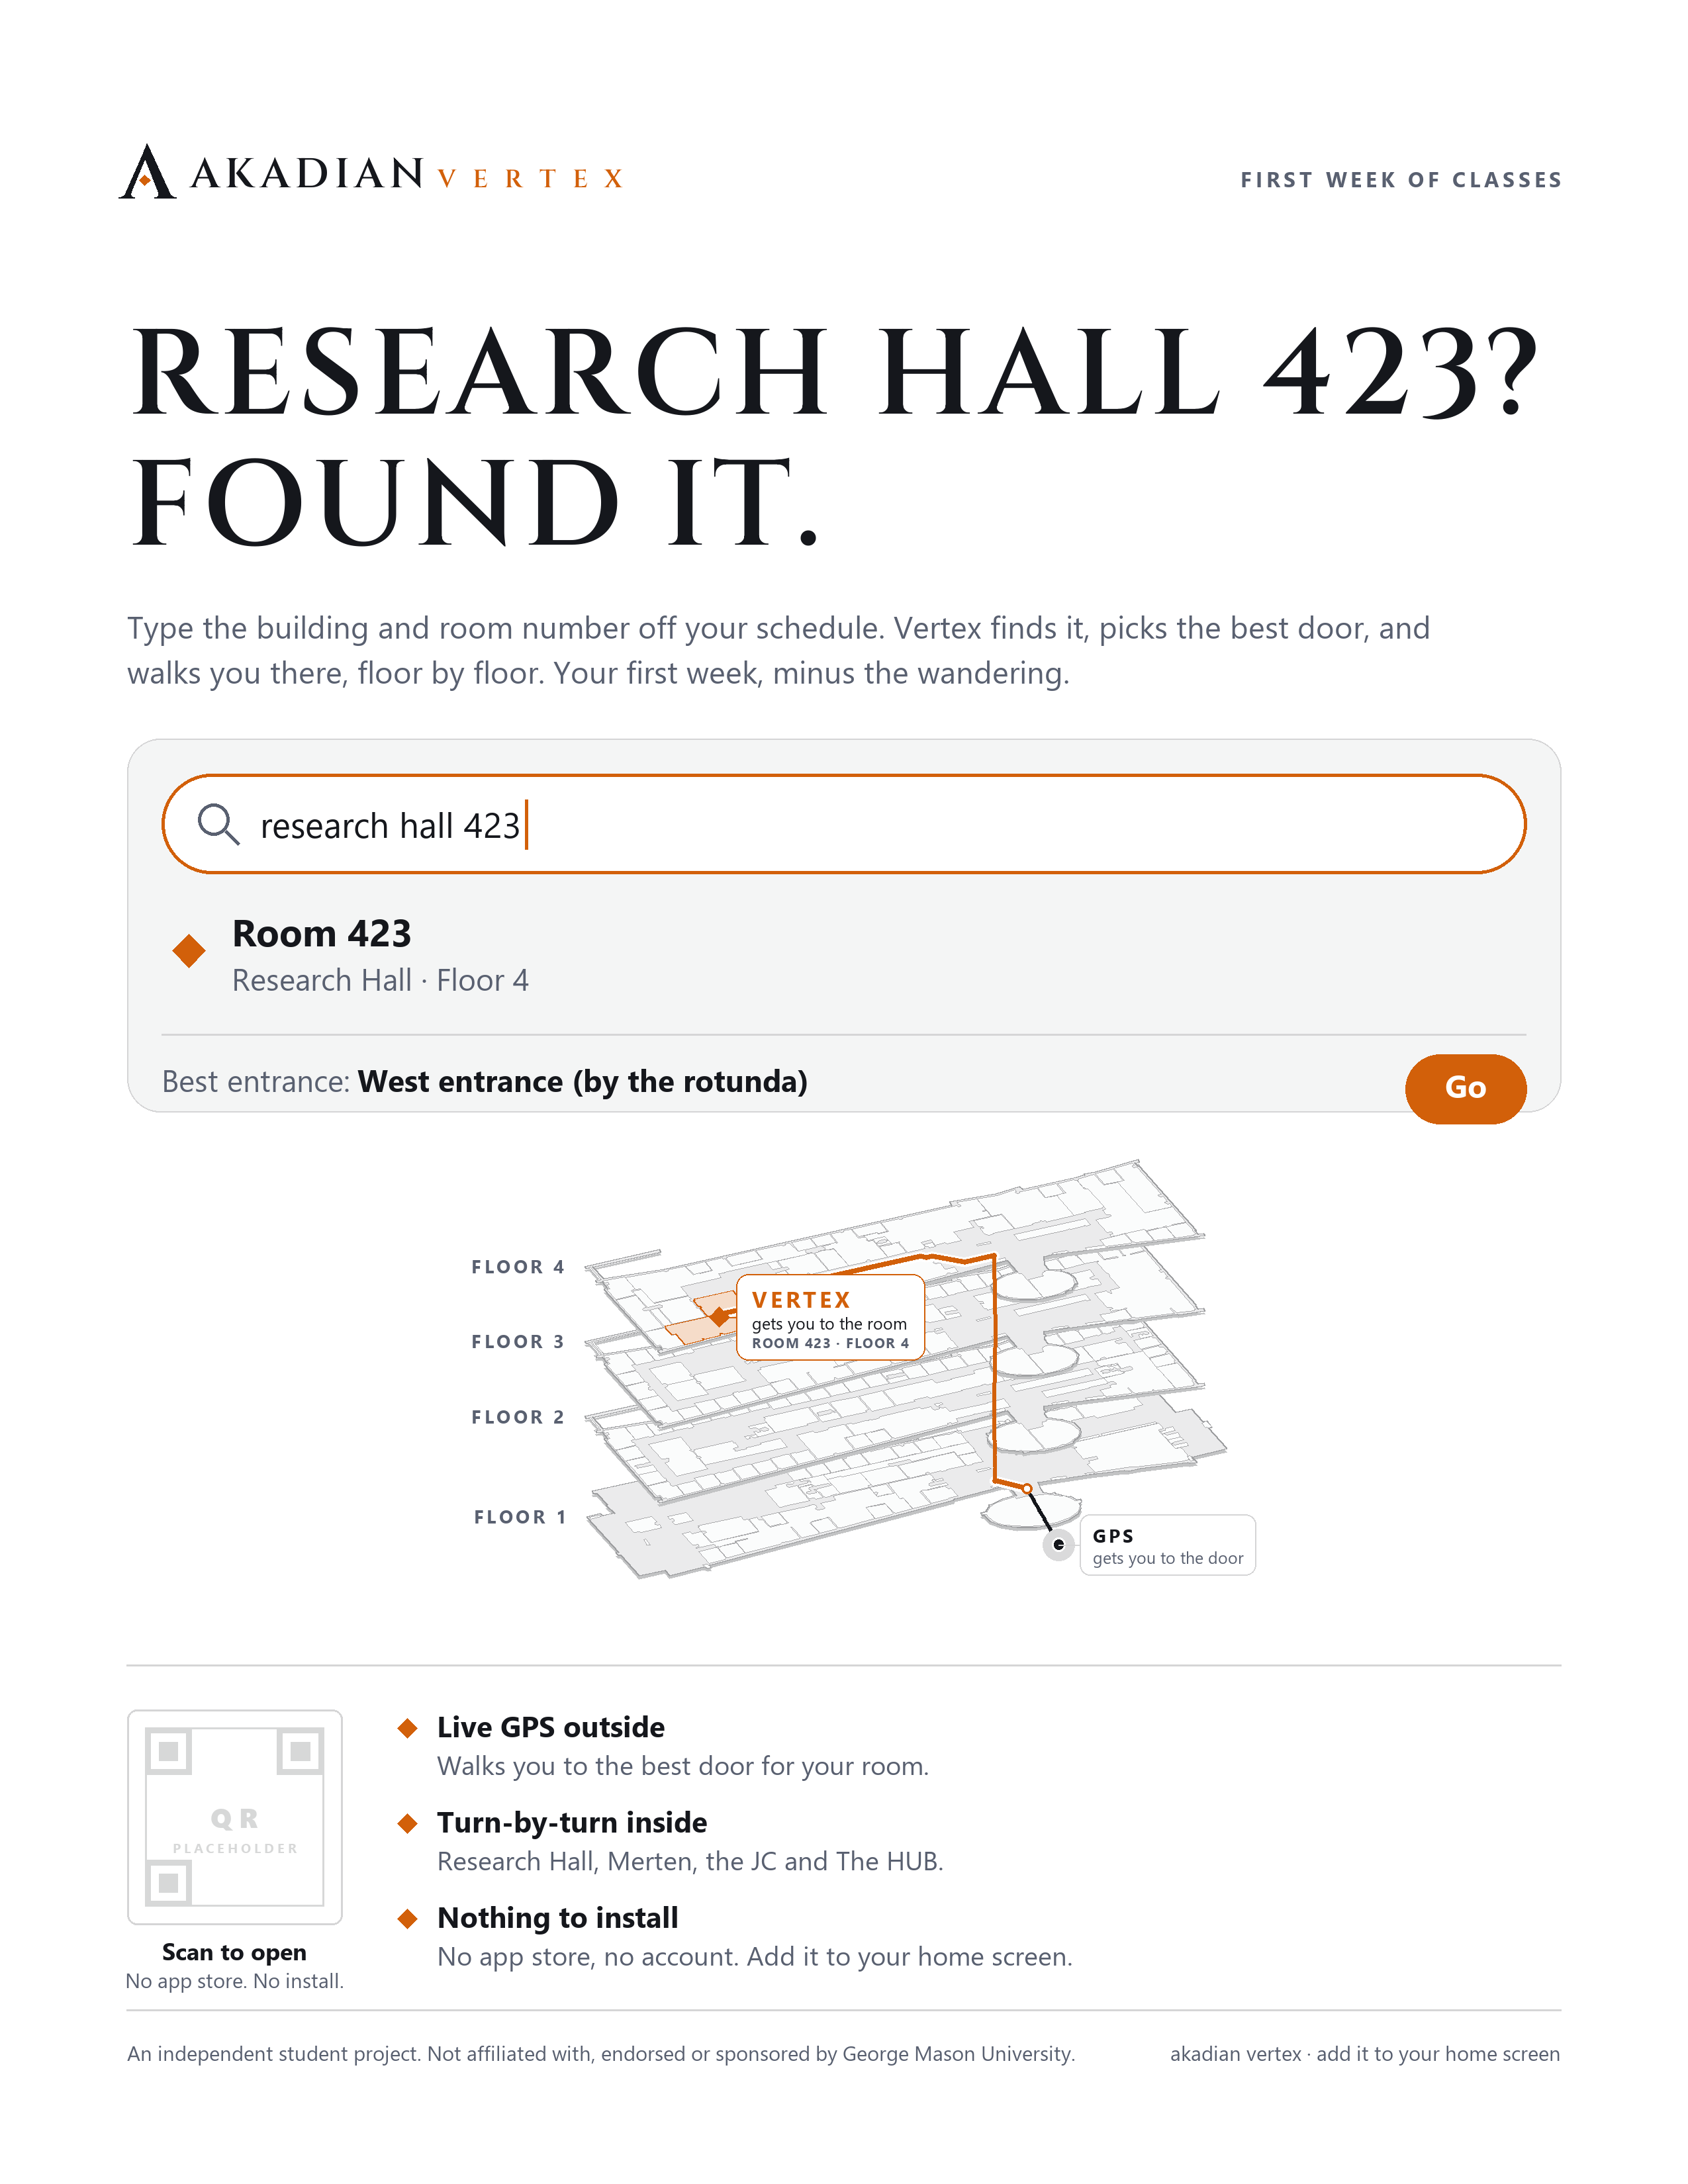 AKADIAN VERTEX
FIRST WEEK OF CLASSES
RESEARCH HALL 423?
FOUND IT.
Type the building and room number off your schedule. Vertex finds it, picks the best door, and
walks you there, floor by floor. Your first week, minus the wandering.
research hall 423
Room 423
Research Hall · Floor 4
Best entrance: West entrance (by the rotunda)
Go
FLOOR 4
VERTEX
gets you to the room
ROOM 423 · FLOOR 4
FLOOR 3
FLOOR 2
FLOOR 1
GPS
gets you to the door
QR
PLACEHOLDER
Scan to open
No app store. No install.
Live GPS outside
Walks you to the best door for your room.
Turn-by-turn inside
Research Hall, Merten, the JC and The HUB.
Nothing to install
No app store, no account. Add it to your home screen.
An independent student project. Not affiliated with, endorsed or sponsored by George Mason University.
akadian vertex · add it to your home screen